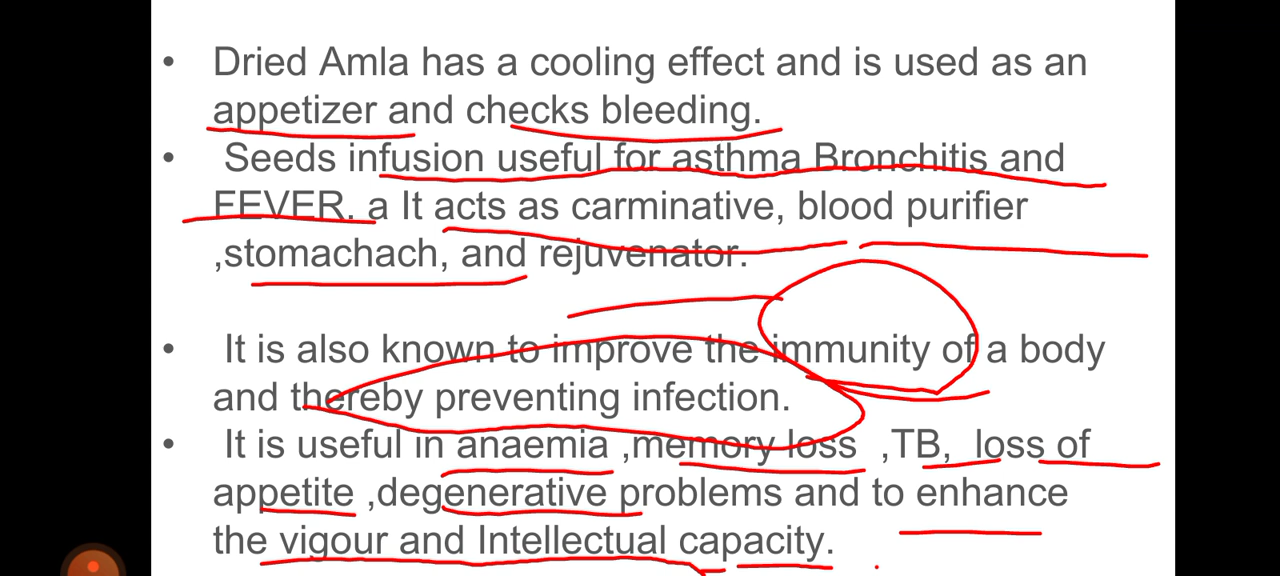 • Dried Amla has a cooling effect and is used as an
appetizer and checks bleeding.
• Seeds infusion useful for asthma Bronchitis and
FEVER. a It acts as carminative, blood purifier
,stomachach, and rejuvenator.
• It is also known to improve the immunity of a body
and thereby preventing infection.
• It is useful in anaemia ,memory loss ,TB, loss of
appetite ,degenerative problems and to enhance
the vigour and Intellectual capacity.